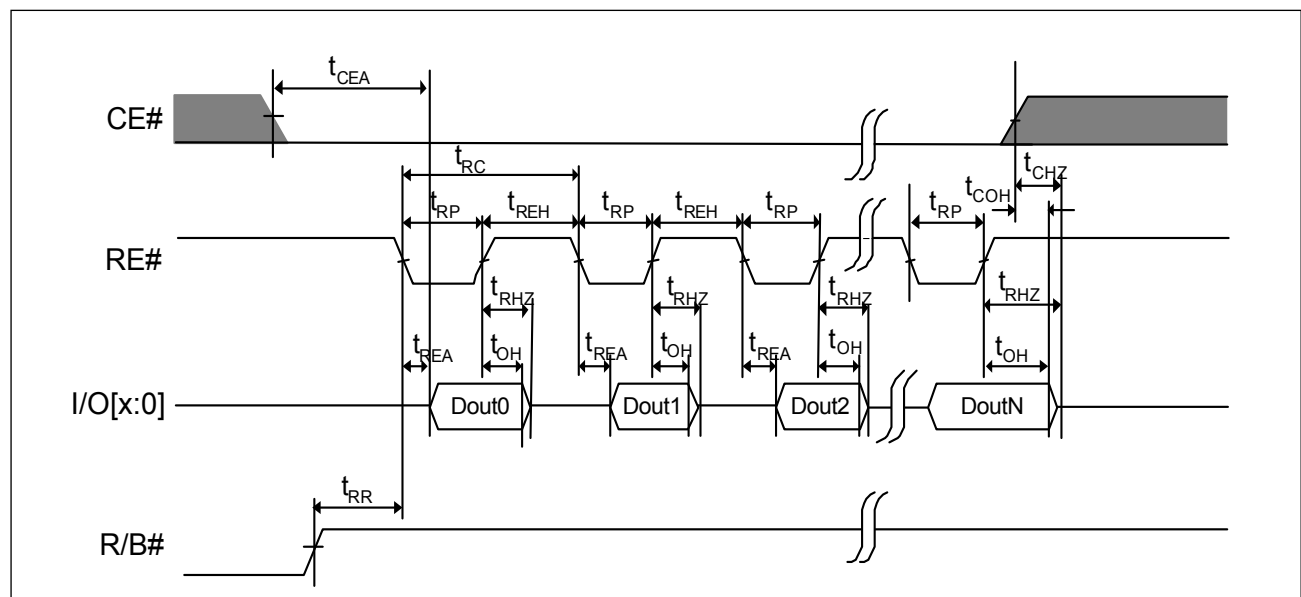 tCEA
CE#
tRC
tCHZ
tCOH
tRP tREH tRP tREH tRP tRP
RE#
tRHZ tRHZ tRHZ tRHZ
tREA tOH tREA tOH tREA tOH tOH
I/O[x:0] Dout0 Dout1 Dout2 DoutN
tRR
R/B#